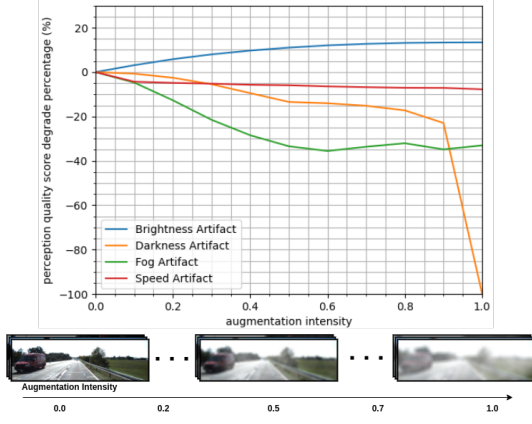 perception quality score degrade percentage (%)
20
0
−20
−40
−60
−80
−100
Brightness Artifact
Darkness Artifact
Fog Artifact
Speed Artifact
0.0 0.2 0.4 0.6 0.8 1.0
augmentation intensity
Augmentation Intensity
0.0 0.2 0.5 0.7 1.0